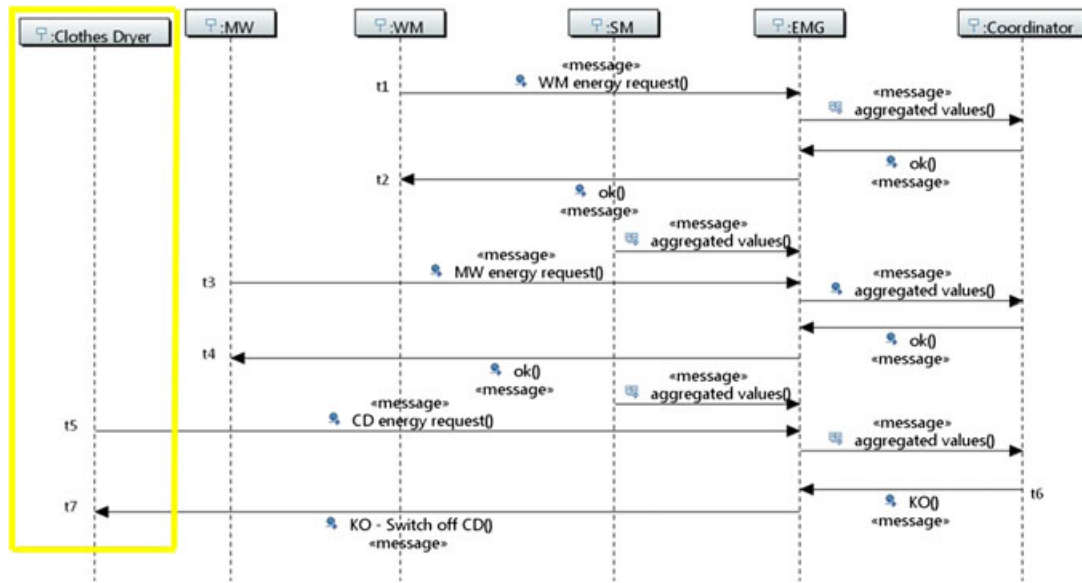 :Clothes Dryer
:MW
:WM
:SM
:EMG
:Coordinator
«message»
t1
WM energy request()
«message»
aggregated values()
ok()
«message»
t2
ok()
«message»
«message»
aggregated values()
«message»
t3
MW energy request()
«message»
aggregated values()
ok()
«message»
t4
ok()
«message»
«message»
aggregated values()
«message»
t5
CD energy request()
«message»
aggregated values()
t6
KO()
«message»
t7
KO - Switch off CD()
«message»